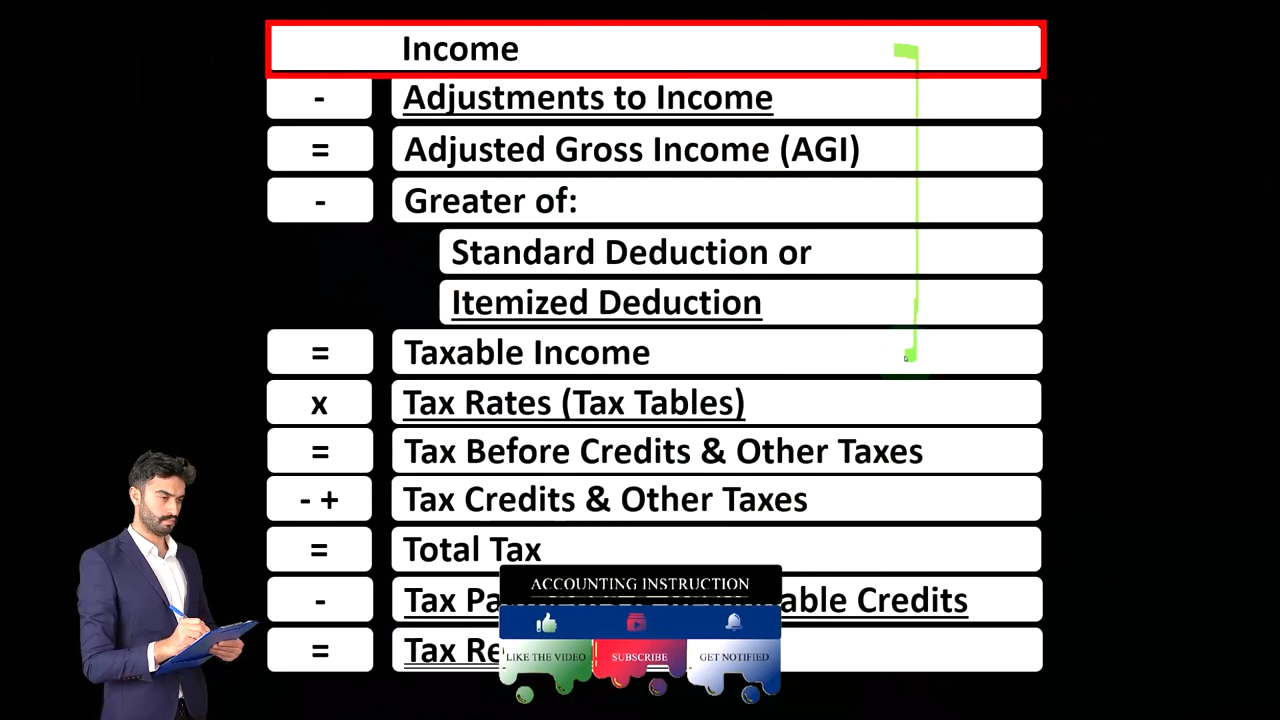 Income
- Adjustments to Income
= Adjusted Gross Income (AGI)
- Greater of:
Standard Deduction or
Itemized Deduction
= Taxable Income
x Tax Rates (Tax Tables)
= Tax Before Credits & Other Taxes
- + Tax Credits & Other Taxes
= Total Tax
- Tax Credits
= Tax
ACCOUNTING INSTRUCTION
LIKE THE VIDEO
SUBSCRIBE
GET NOTIFIED